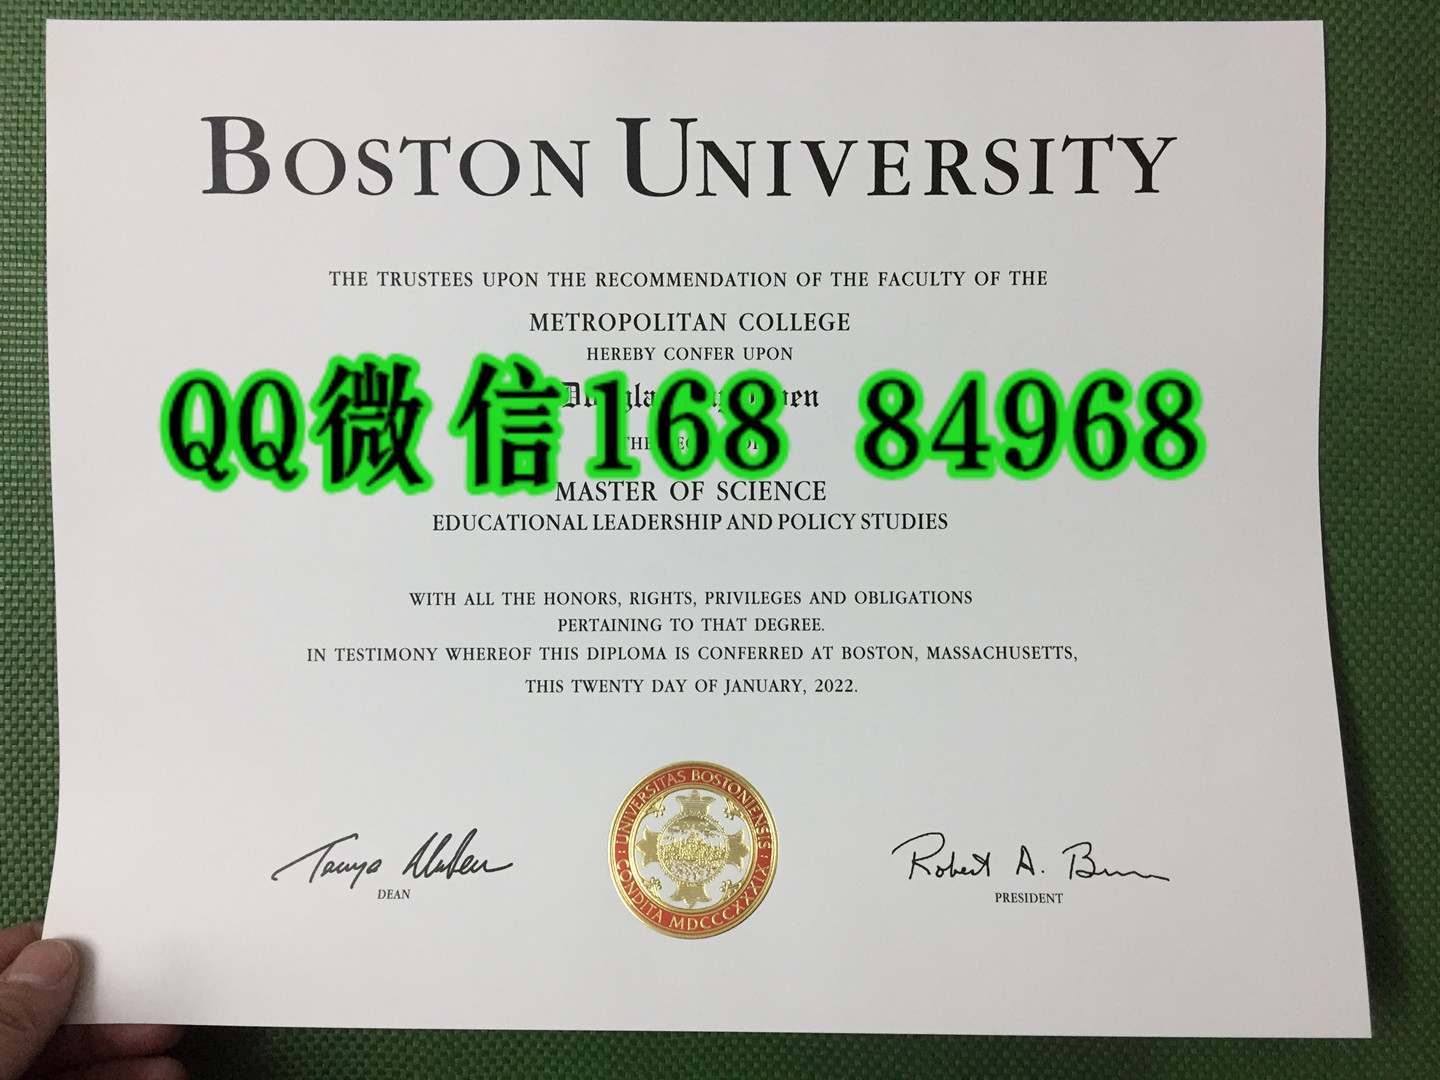 BOSTON UNIVERSITY
THE TRUSTEES UPON THE RECOMMENDATION OF THE FACULTY OF THE
METROPOLITAN COLLEGE
HEREBY CONFER UPON
QQ微信168 84968
MASTER OF SCIENCE
EDUCATIONAL LEADERSHIP AND POLICY STUDIES
WITH ALL THE HONORS, RIGHTS, PRIVILEGES AND OBLIGATIONS
PERTAINING TO THAT DEGREE.
IN TESTIMONY WHEREOF THIS DIPLOMA IS CONFERRED AT BOSTON, MASSACHUSETTS,
THIS TWENTY DAY OF JANUARY, 2022.
UNIVERSITAS BOSTONIENSIS
CONDITA MDCCCXXXIX
DEAN
Robert A.
PRESIDENT